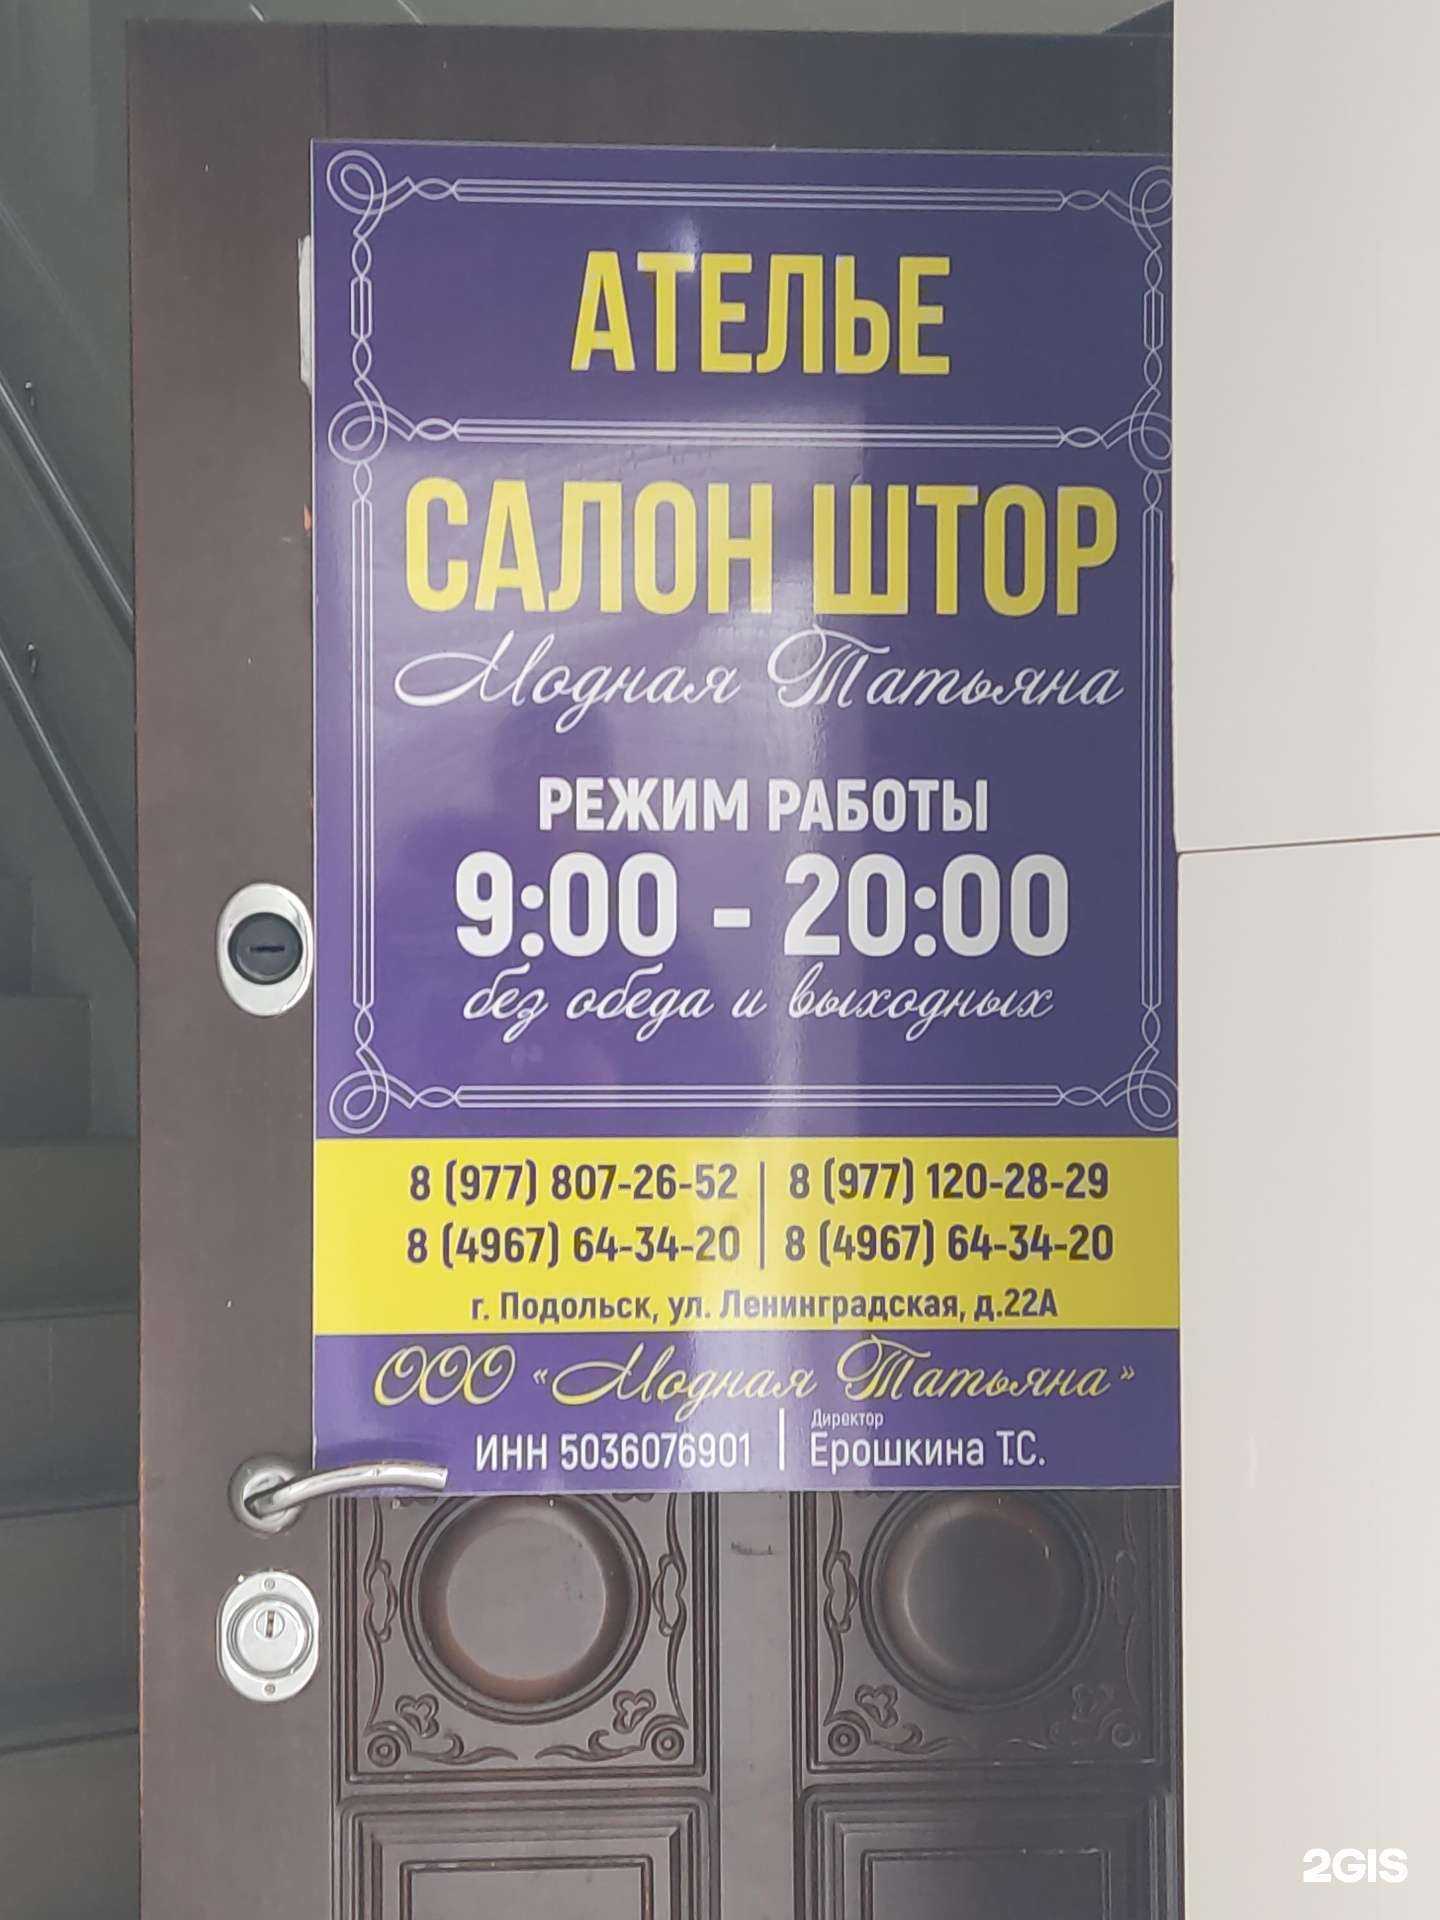 АТЕЛЬЕ
САЛОН ШТОР
Модная Татьяна
РЕЖИМ РАБОТЫ
9:00 - 20:00
без обеда и выходных
8 (977) 807-26-52 | 8 (977) 120-28-29
8 (4967) 64-34-20 | 8 (4967) 64-34-20
г. Подольск, ул. Ленинградская, д.22А
ООО «Модная Татьяна»
ИНН 5036076901 | Директор
Ерошкина Т.С.
2GIS